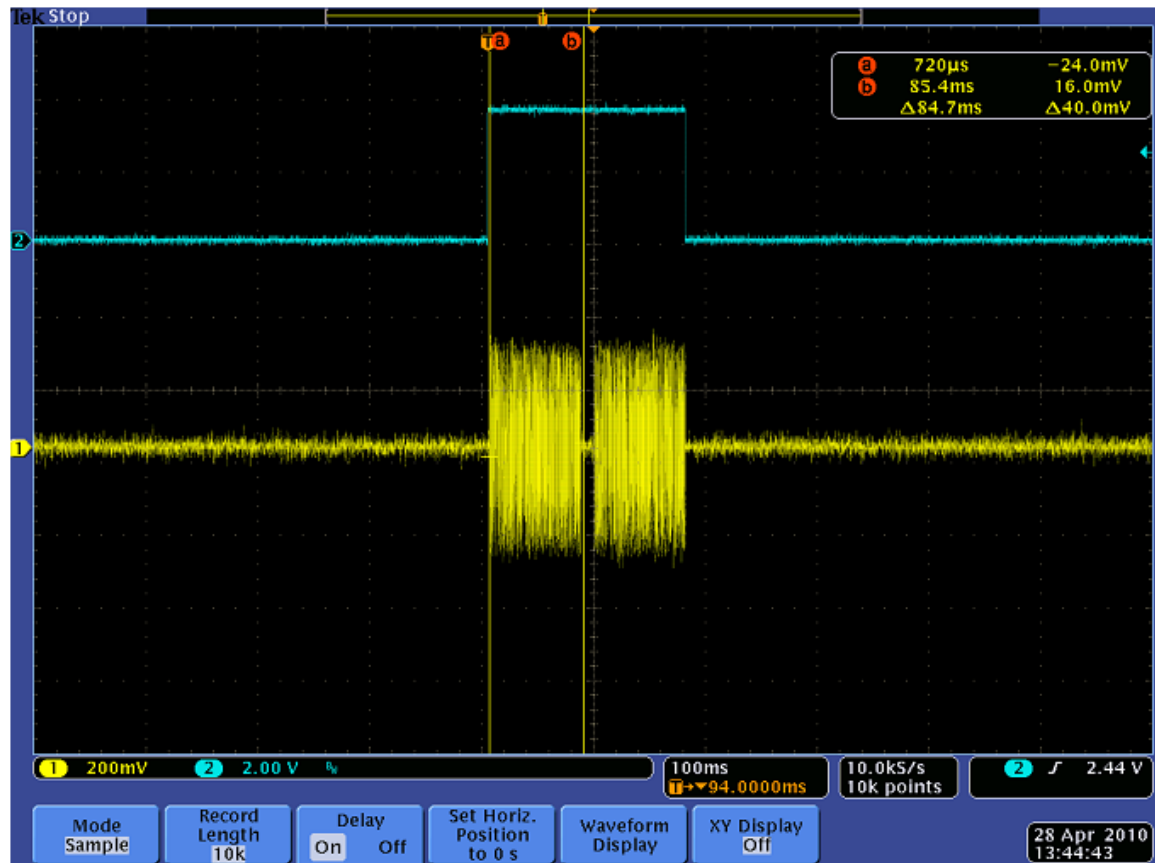 Tek Stop
T
T a b
a 720µs −24.0mV
b 85.4ms 16.0mV
Δ84.7ms Δ40.0mV
2
1
1 200mV 2 2.00 V BW
100ms
T→▼94.0000ms
10.0kS/s
10k points
2 ∫ 2.44 V
Mode
Sample
Record
Length
10k
Delay
On Off
Set Horiz.
Position
to 0 s
Waveform
Display
XY Display
Off
28 Apr 2010
13:44:43